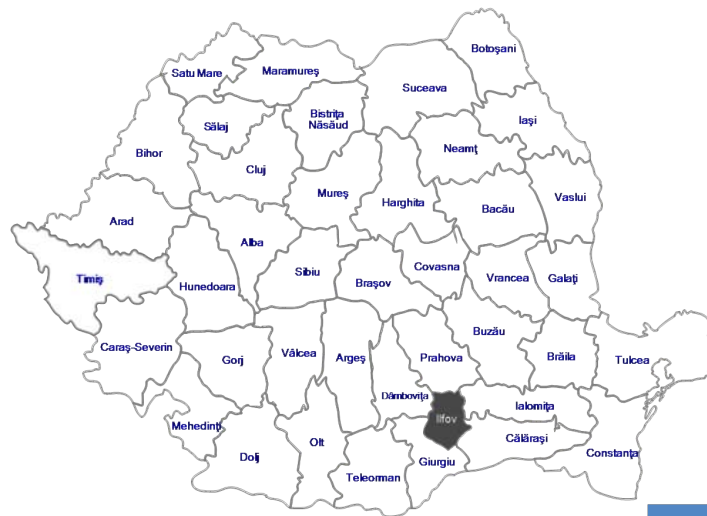 Botoşani
Satu Mare
Maramureş
Suceava
Bistriţa
Năsăud
Sălaj
Iaşi
Neamţ
Bihor
Cluj
Mureş
Harghita
Vaslui
Bacău
Arad
Alba
Timiş
Hunedoara
Sibiu
Covasna
Braşov
Vrancea
Galaţi
Buzău
Caraş-Severin
Gorj
Vâlcea
Argeş
Prahova
Brăila
Tulcea
Dâmboviţa
Ialomiţa
Ilfov
Mehedinţi
Olt
Călăraşi
Dolj
Giurgiu
Constanţa
Teleorman